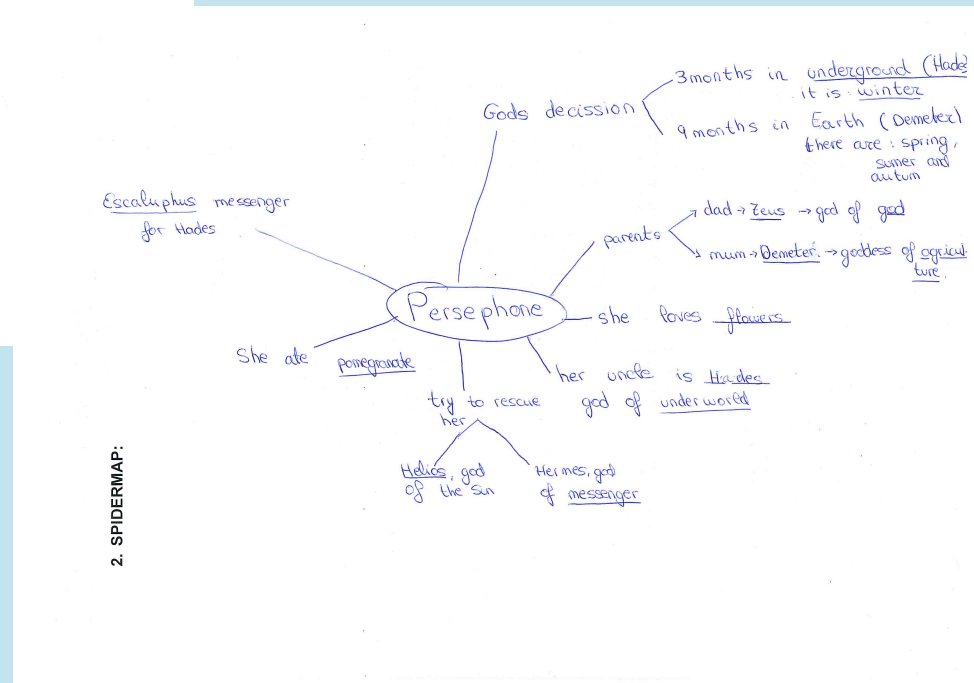 Gods decission
3 months in underground (Hades
it is : winter
9 months in Earth (Demeter)
there are : spring,
sumer and
autum
Escaluphus messenger
for Hades
parents
dad → Zeus → god of god
mum → Demeter. → goddess of agricul-
ture.
Persephone
she loves flowers
She ate pomegranate
her uncle is Hades
god of underworld
try to rescue
her
Helios, god
of the sin
Hermes, god
of messenger
2. SPIDERMAP: